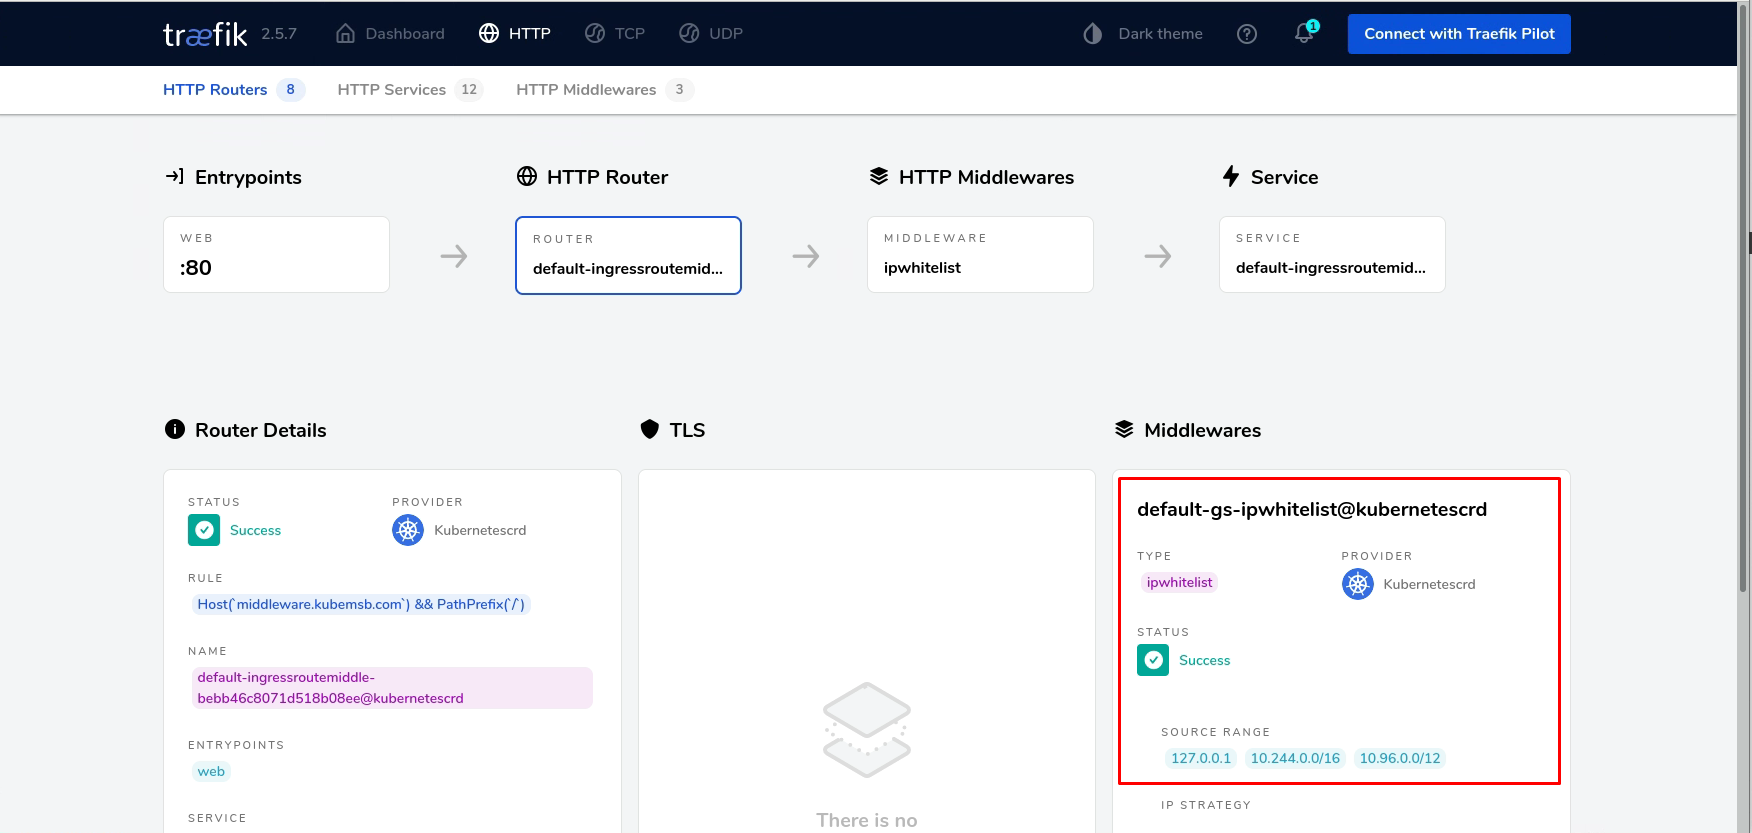 træfik 2.5.7 Dashboard HTTP TCP UDP Dark theme 1 Connect with Traefik Pilot
HTTP Routers 8 HTTP Services 12 HTTP Middlewares 3
Entrypoints HTTP Router HTTP Middlewares Service
WEB ROUTER MIDDLEWARE SERVICE
:80 default-ingressroutemid... ipwhitelist default-ingressroutemid...
Router Details
STATUS PROVIDER
Success Kubernetescrd
RULE
Host(`middleware.kubemsb.com`) && PathPrefix(`/`)
NAME
default-ingressroutemiddle-
bebb46c8071d518b08ee@kubernetescrd
ENTRYPOINTS
web
SERVICE
TLS
There is no
Middlewares
default-gs-ipwhitelist@kubernetescrd
TYPE PROVIDER
ipwhitelist Kubernetescrd
STATUS
Success
SOURCE RANGE
127.0.0.1 10.244.0.0/16 10.96.0.0/12
IP STRATEGY